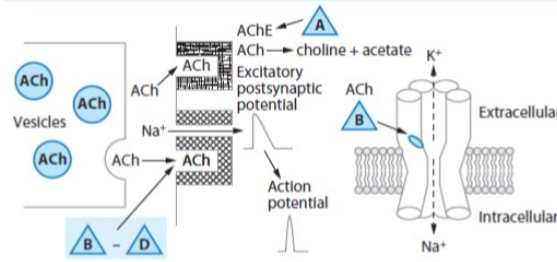 AChE A
ACh choline + acetate
ACh
ACh
Excitatory
postsynaptic
potential
ACh
ACh
Vesicles
Na+
ACh
ACh
ACh
B - D
Action
potential
K+
ACh
B
Extracellular
Intracellular
Na+